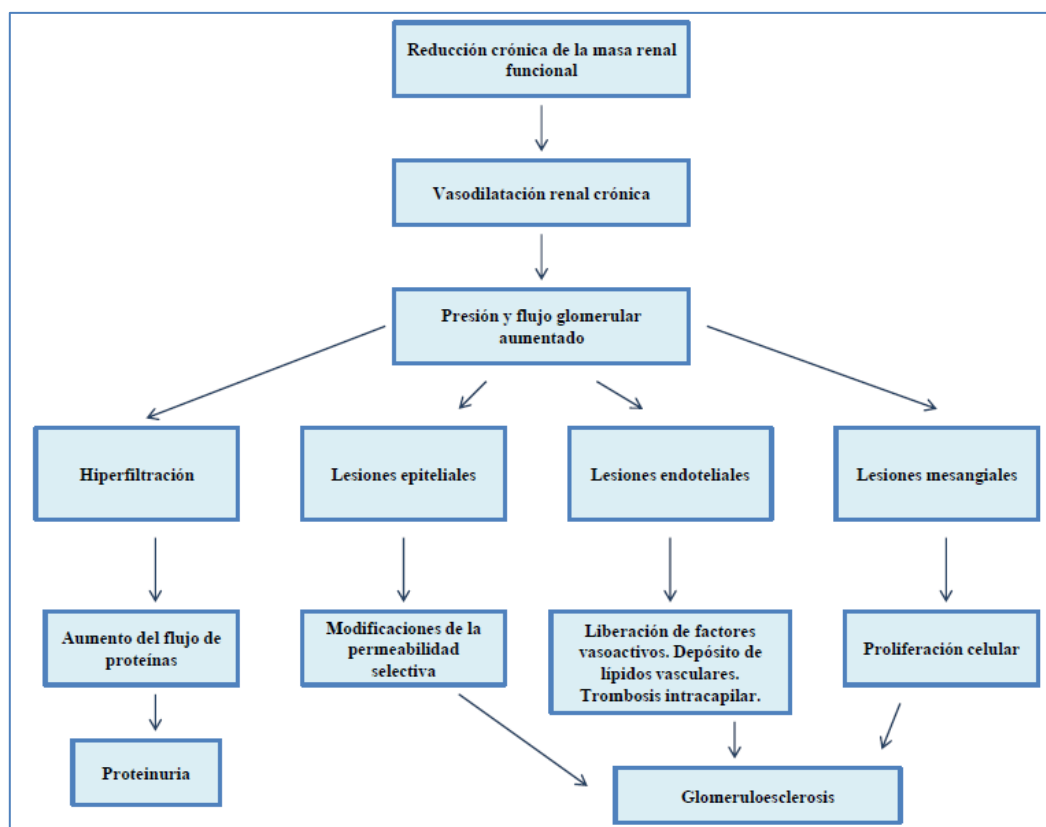 Reducción crónica de la masa renal
funcional
Vasodilatación renal crónica
Presión y flujo glomerular
aumentado
Hiperfiltración
Lesiones epiteliales
Lesiones endoteliales
Lesiones mesangiales
Aumento del flujo de
proteínas
Modificaciones de la
permeabilidad
selectiva
Liberación de factores
vasoactivos. Depósito de
lípidos vasculares.
Trombosis intracapilar.
Proliferación celular
Proteinuria
Glomeruloesclerosis